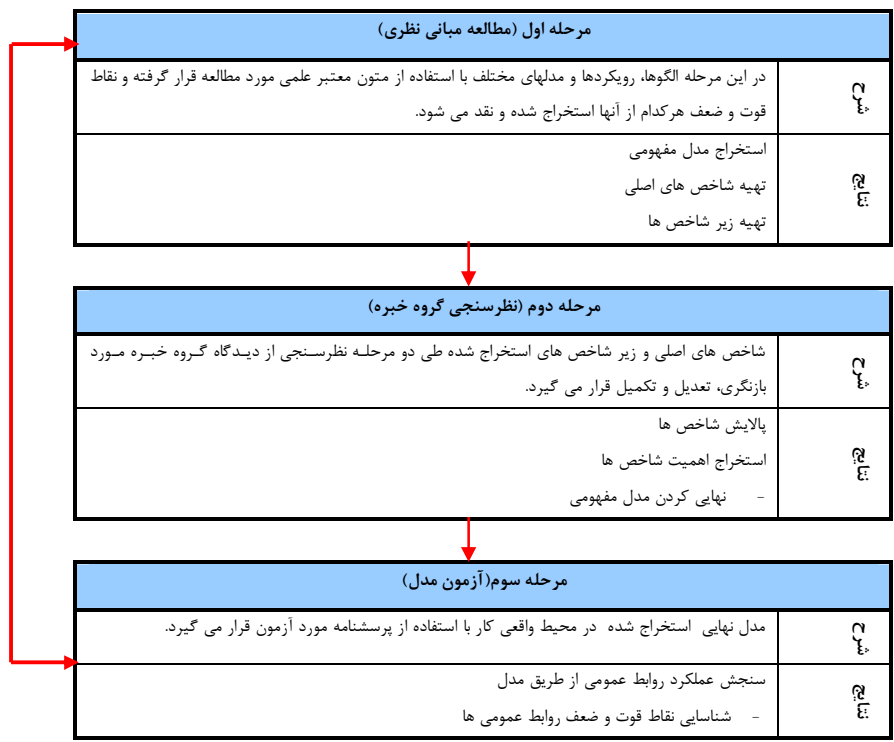 مرحله اول (مطالعه مبانی نظری)
شرح
در این مرحله الگوها، رویکردها و مدلهای مختلف با استفاده از متون معتبر علمی مورد مطالعه قرار گرفته و نقاط
قوت و ضعف هرکدام از آنها استخراج شده و نقد می شود.
نتایج
استخراج مدل مفهومی
تهیه شاخص های اصلی
تهیه زیر شاخص ها
مرحله دوم (نظرسنجی گروه خبره)
شرح
شاخص های اصلی و زیر شاخص های استخراج شده طی دو مرحلـه نظرسـنجی از دیـدگاه گـروه خبـره مـورد
بازنگری، تعدیل و تکمیل قرار می گیرد.
نتایج
پالایش شاخص ها
استخراج اهمیت شاخص ها
- نهایی کردن مدل مفهومی
مرحله سوم(آزمون مدل)
شرح
مدل نهایی استخراج شده در محیط واقعی کار با استفاده از پرسشنامه مورد آزمون قرار می گیرد.
نتایج
سنجش عملکرد روابط عمومی از طریق مدل
- شناسایی نقاط قوت و ضعف روابط عمومی ها